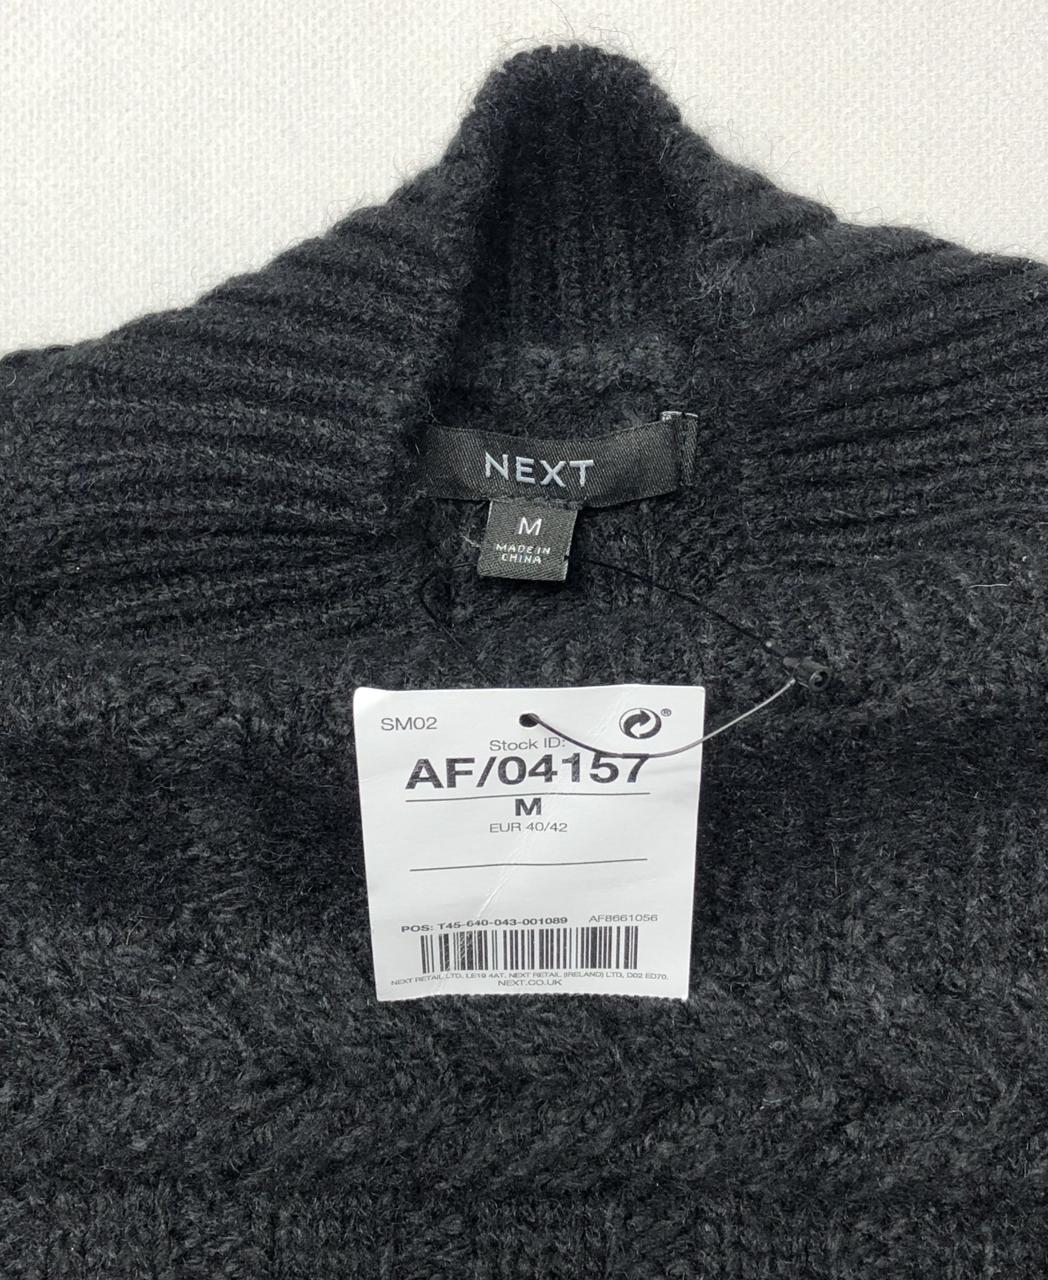 NEXT
M
MADE IN
CHINA
SM02
®
Stock ID:
AF/04157
M
EUR 40/42
POS: T45-640-043-001089 AF8661056
NEXT RETAIL LTD, LE19 4AT. NEXT RETAIL (IRELAND) LTD, D02 ED70.
NEXT.CO.UK